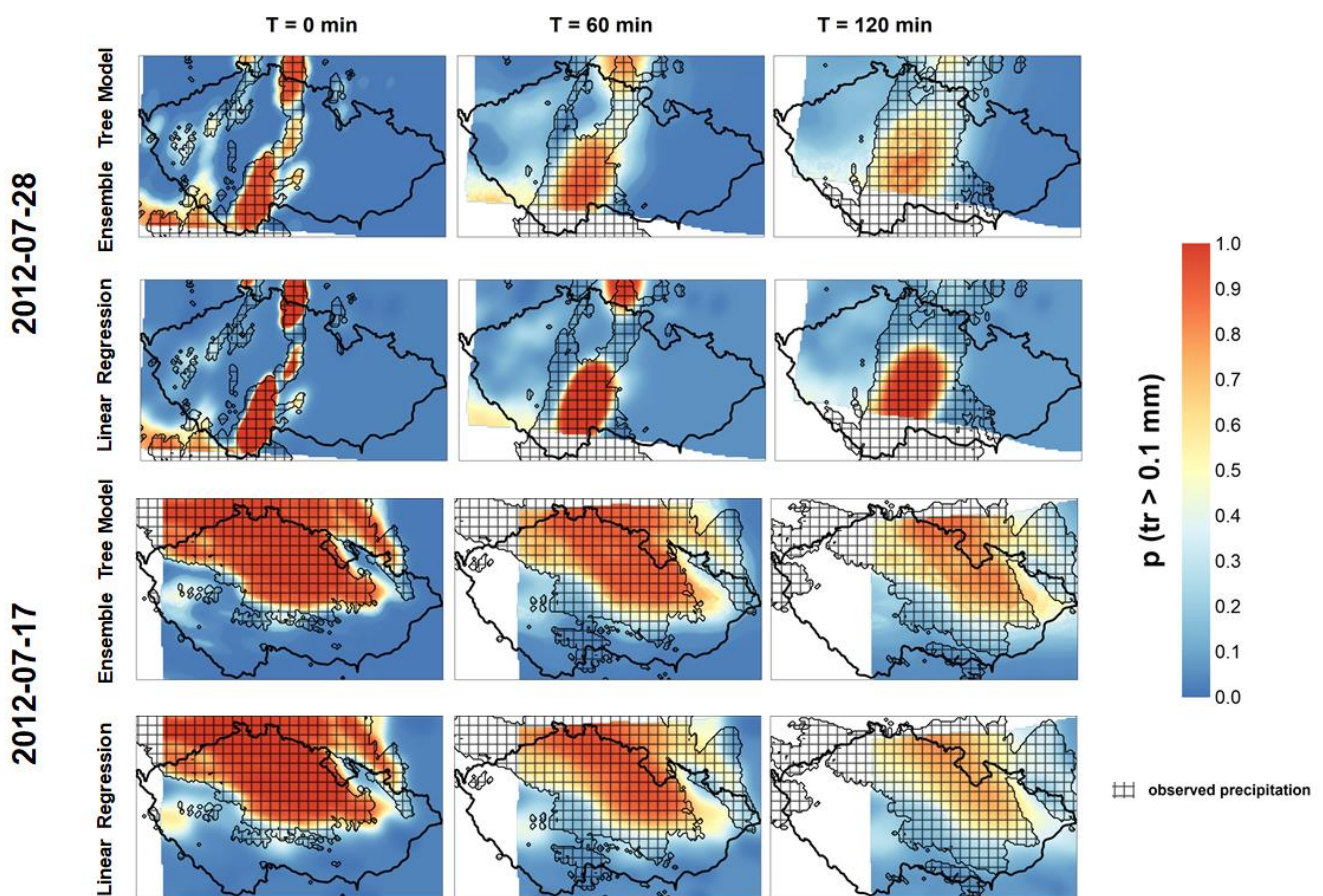 T = 0 min
T = 60 min
T = 120 min
2012-07-28
Ensemble Tree Model
Linear Regression
2012-07-17
Ensemble Tree Model
Linear Regression
p (tr > 0.1 mm)
1.0
0.9
0.8
0.7
0.6
0.5
0.4
0.3
0.2
0.1
0.0
observed precipitation